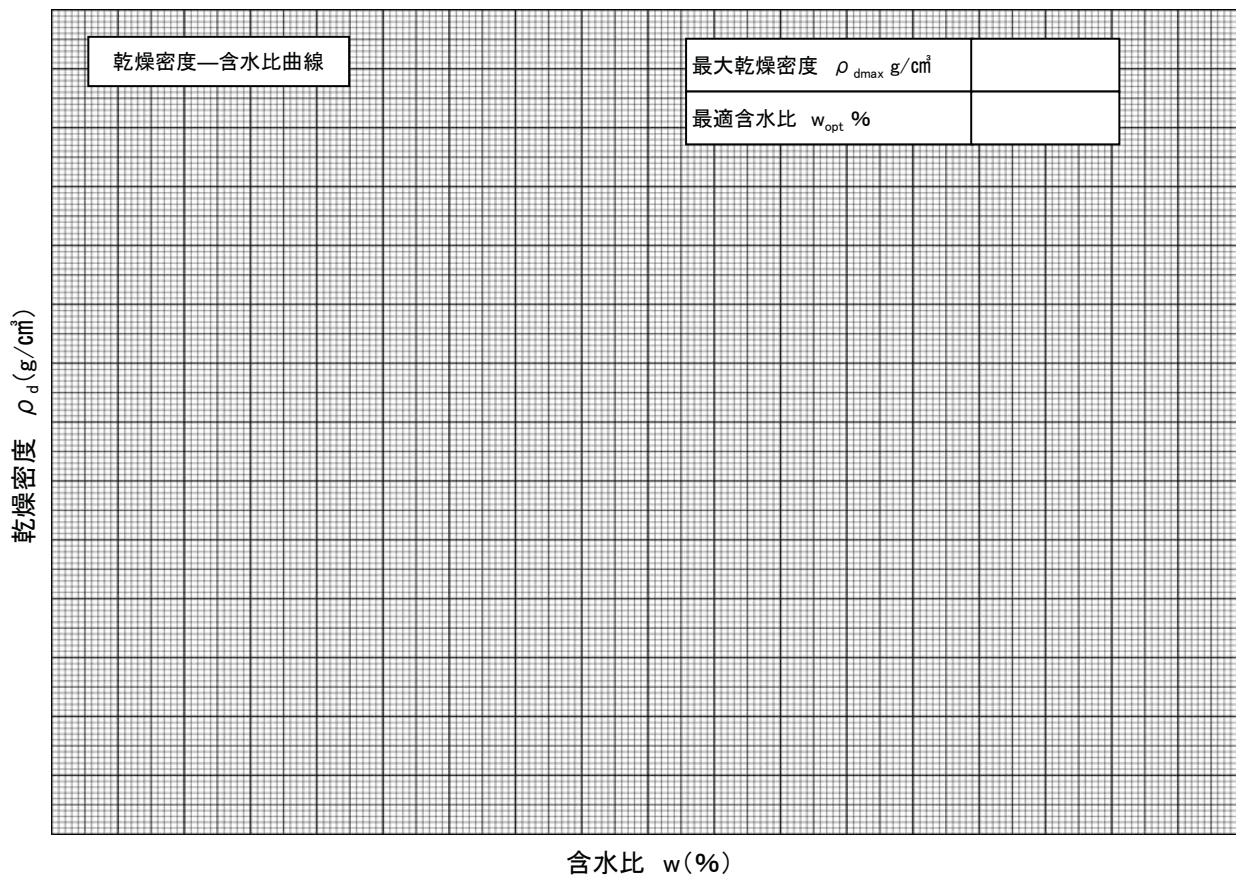 乾燥密度―含水比曲線
最大乾燥密度 ρdmax g/c㎥
最適含水比 wopt %
乾燥密度 ρd(g/c㎥)
含水比 w(%)